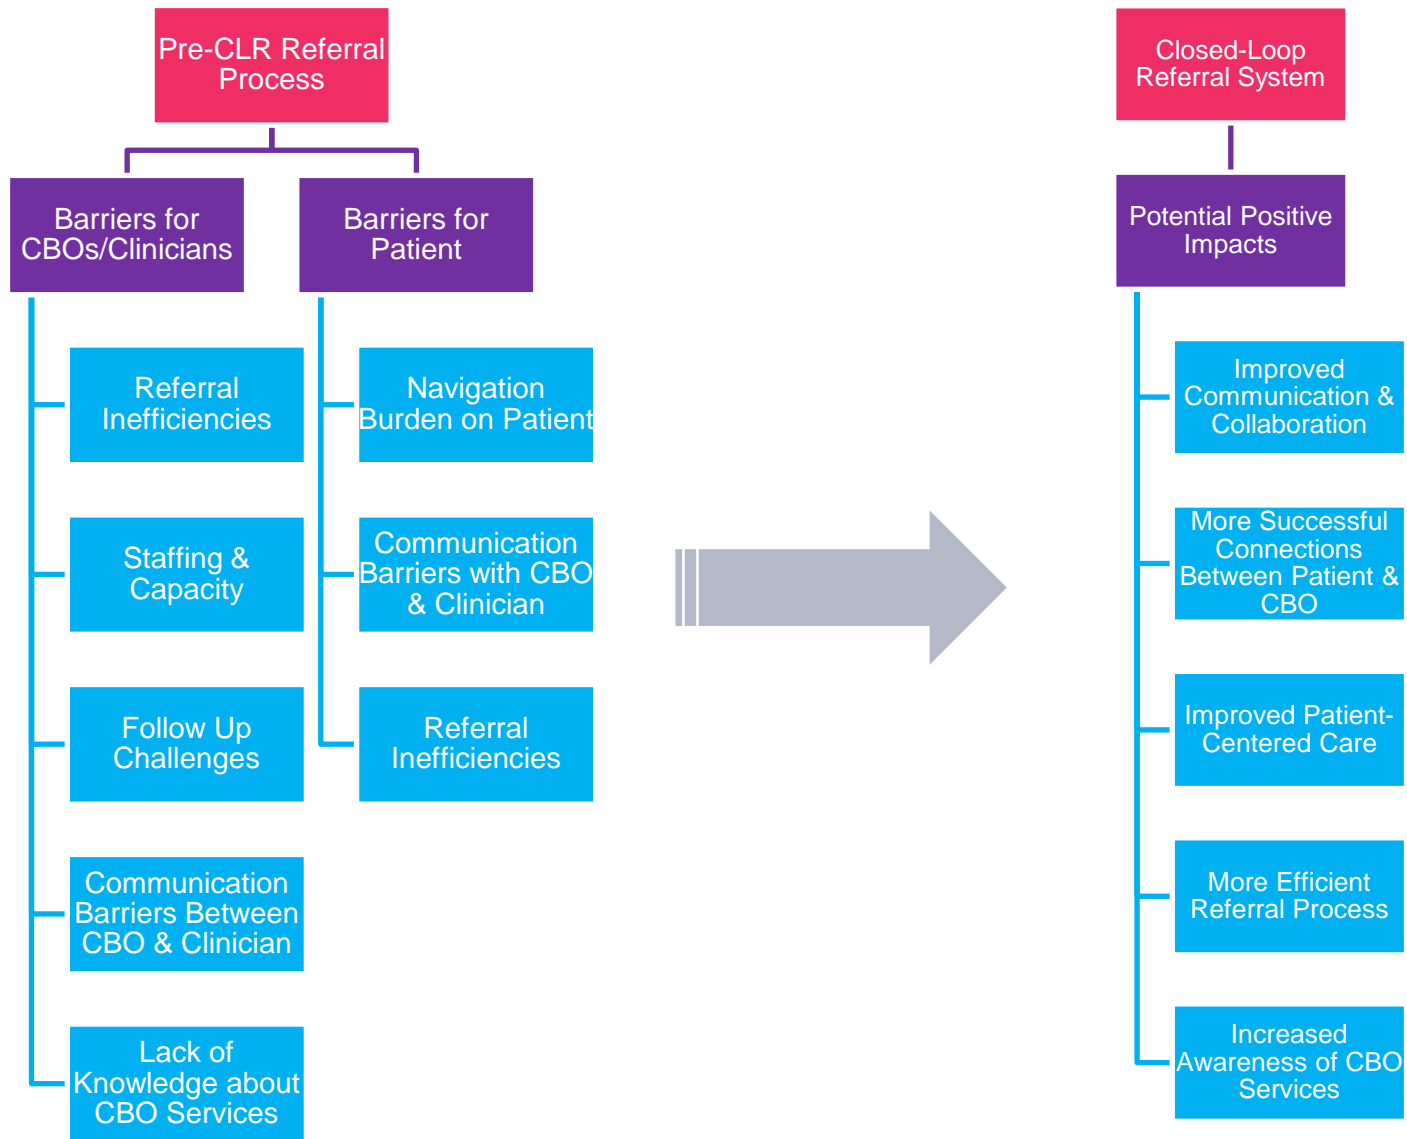 Pre-CLR Referral
Process
Barriers for
CBOs/Clinicians
Referral
Inefficiencies
Staffing &
Capacity
Follow Up
Challenges
Communication
Barriers Between
CBO & Clinician
Lack of
Knowledge about
CBO Services
Barriers for
Patient
Navigation
Burden on Patient
Communication
Barriers with CBO
& Clinician
Referral
Inefficiencies
Closed-Loop
Referral System
Potential Positive
Impacts
Improved
Communication &
Collaboration
More Successful
Connections
Between Patient &
CBO
Improved Patient-
Centered Care
More Efficient
Referral Process
Increased
Awareness of CBO
Services